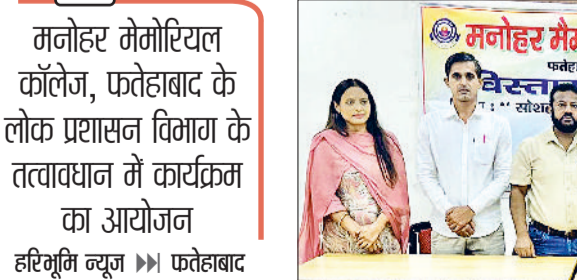 मनोहर मेमोरियल
कॉलेज, फतेहाबाद के
लोक प्रशासन विभाग के
तत्वावधान में कार्यक्रम
का आयोजन
हरिभूमि न्यूज ▶▶ फतेहाबाद
मनोहर मै
विस्ता